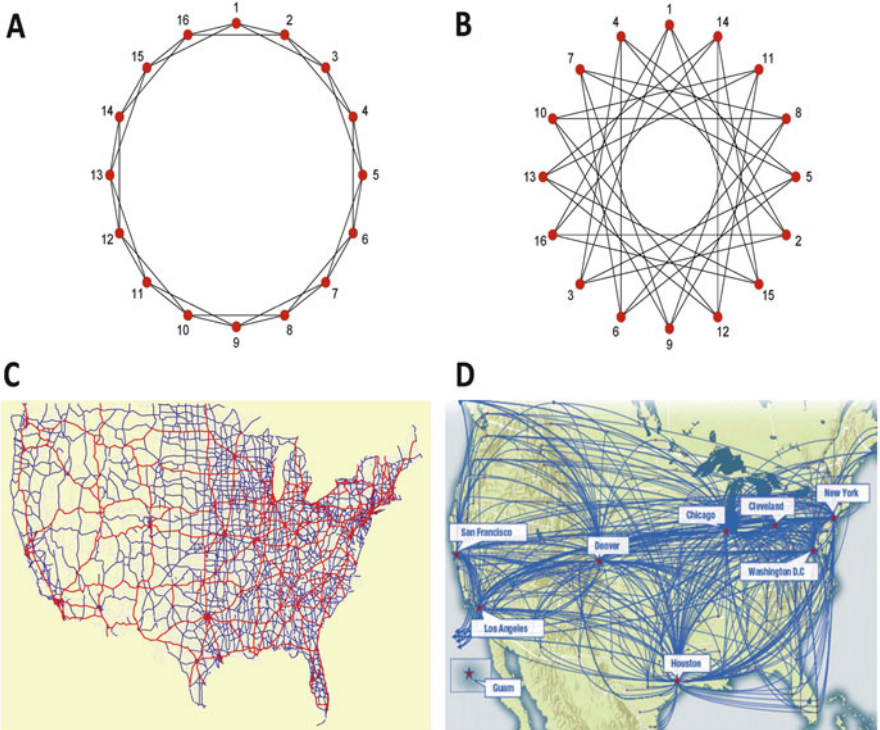 A
B
1
2
3
4
5
6
7
8
9
10
11
12
13
14
15
16
1
14
11
8
5
2
15
12
9
6
3
16
13
10
7
4
C
D
New York
Cleveland
Chicago
San Francisco
Denver
Washington D.C
Los Angeles
Houston
Guam